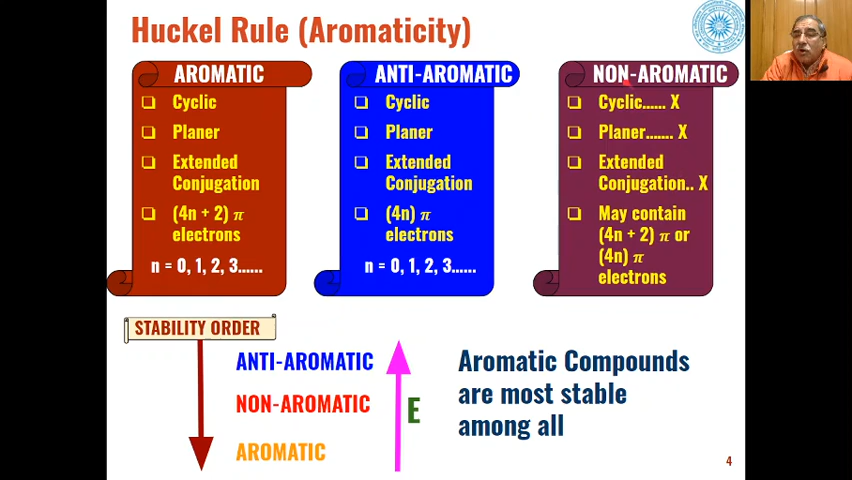 Huckel Rule (Aromaticity)
AROMATIC
Cyclic
Planer
Extended
Conjugation
(4n + 2) π
electrons
n = 0, 1, 2, 3......
ANTI-AROMATIC
Cyclic
Planer
Extended
Conjugation
(4n) π
electrons
n = 0, 1, 2, 3......
NON-AROMATIC
Cyclic...... X
Planer....... X
Extended
Conjugation.. X
May contain
(4n + 2) π or
(4n) π
electrons
STABILITY ORDER
ANTI-AROMATIC
NON-AROMATIC
AROMATIC
E
Aromatic Compounds
are most stable
among all
4